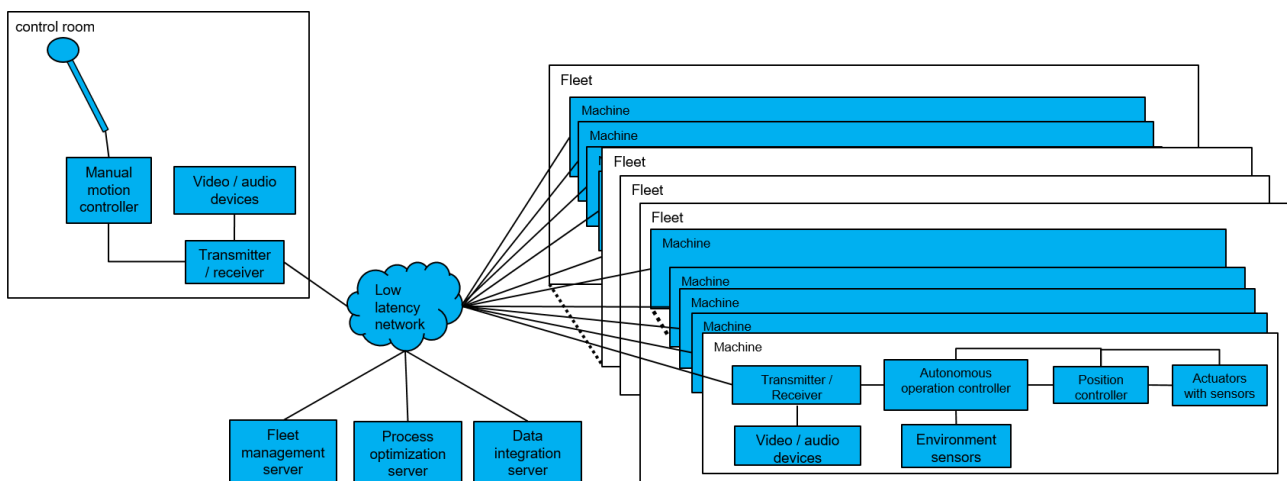 control room
Manual
motion
controller
Video / audio
devices
Transmitter
/ receiver
Low
latency
network
Fleet
management
server
Process
optimization
server
Data
integration
server
Fleet
Machine
Machine
Fleet
Fleet
Fleet
Machine
Machine
Machine
Machine
Machine
Transmitter /
Receiver
Autonomous
operation controller
Position
controller
Actuators
with sensors
Video / audio
devices
Environment
sensors